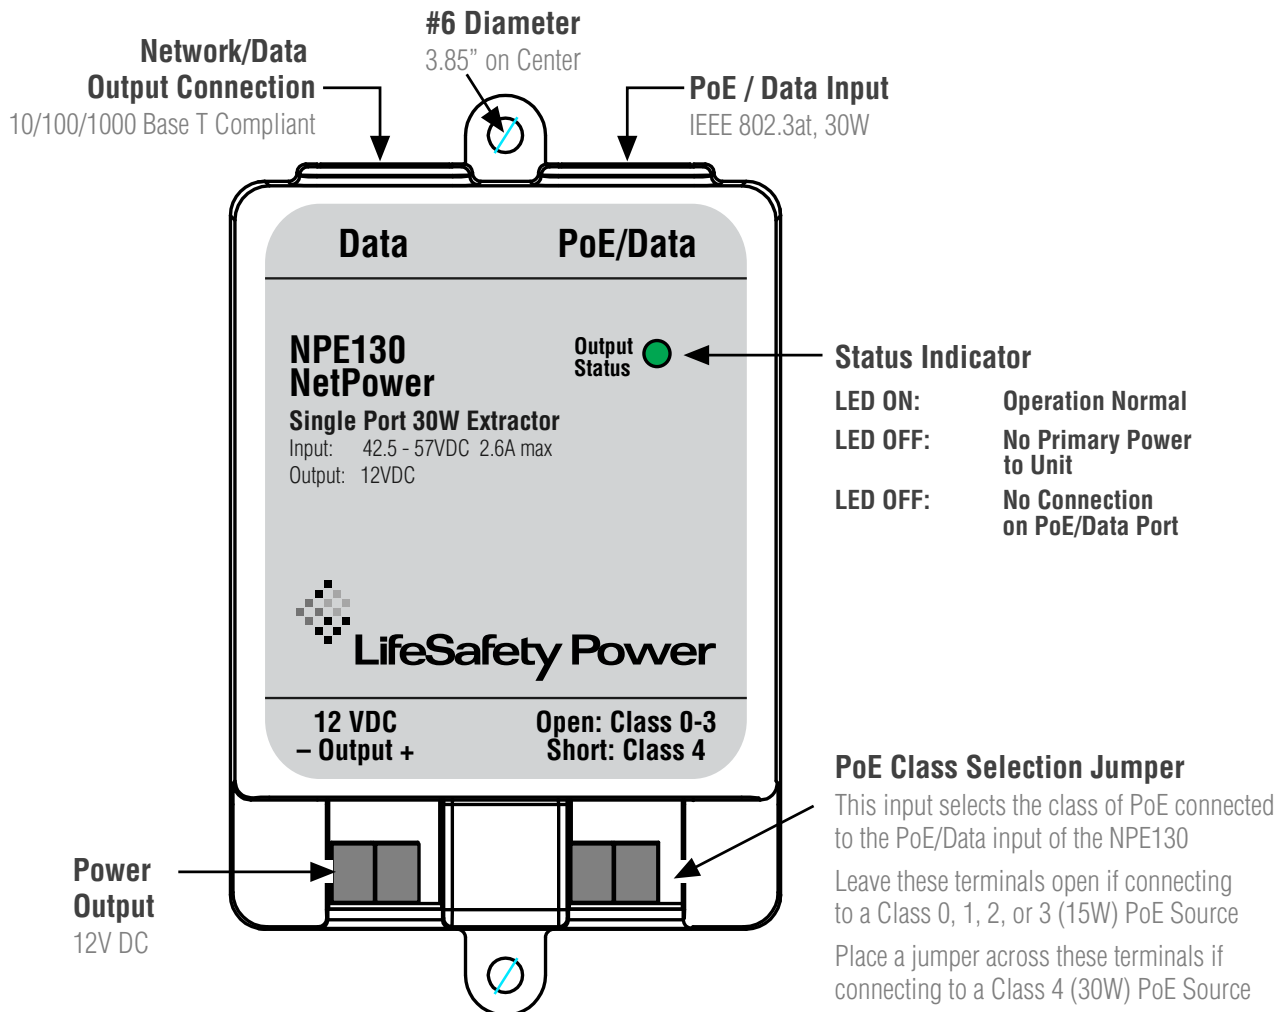 #6 Diameter
3.85” on Center
Network/Data
Output Connection
10/100/1000 Base T Compliant
PoE / Data Input
IEEE 802.3at, 30W
Data
PoE/Data
NPE130
NetPower
Single Port 30W Extractor
Input: 42.5 - 57VDC 2.6A max
Output: 12VDC
Output
Status
Status Indicator
LED ON: Operation Normal
LED OFF: No Primary Power
to Unit
LED OFF: No Connection
on PoE/Data Port
LifeSafety Power
12 VDC
– Output +
Open: Class 0-3
Short: Class 4
Power
Output
12V DC
PoE Class Selection Jumper
This input selects the class of PoE connected
to the PoE/Data input of the NPE130
Leave these terminals open if connecting
to a Class 0, 1, 2, or 3 (15W) PoE Source
Place a jumper across these terminals if
connecting to a Class 4 (30W) PoE Source